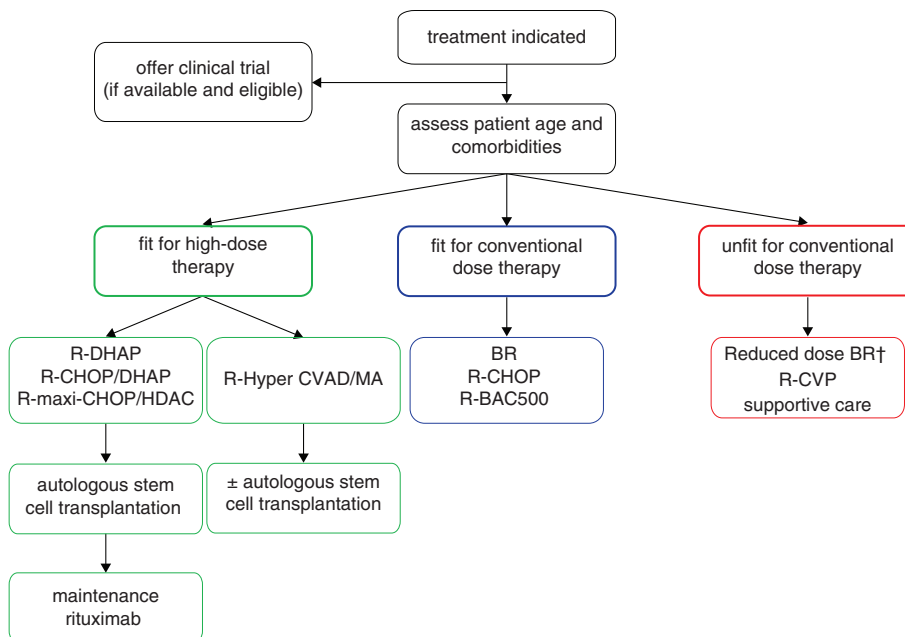 treatment indicated
offer clinical trial
(if available and eligible)
assess patient age and
comorbidities
fit for high-dose
therapy
fit for conventional
dose therapy
unfit for conventional
dose therapy
R-DHAP
R-CHOP/DHAP
R-maxi-CHOP/HDAC
R-Hyper CVAD/MA
BR
R-CHOP
R-BAC500
Reduced dose BR†
R-CVP
supportive care
autologous stem
cell transplantation
± autologous stem
cell transplantation
maintenance
rituximab